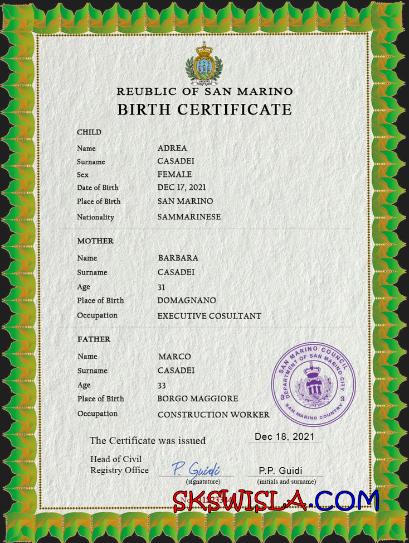 REUBLIC OF SAN MARINO
BIRTH CERTIFICATE
CHILD
Name ADREA
Surname CASADEI
Sex FEMALE
Date of Birth DEC 17, 2021
Place of Birth SAN MARINO
Nationality SAMMARINESE
MOTHER
Name BARBARA
Surname CASADEI
Age 31
Place of Birth DOMAGNANO
Occupation EXECUTIVE COSULTANT
FATHER
Name MARCO
Surname CASADEI
Age 33
Place of Birth BORGO MAGGIORE
Occupation CONSTRUCTION WORKER
SAN MARINO COUNCIL
DEPARTMENT OF SAN MARINO-CITY
SAN MARINO COUNTRY
The Certificate was issued Dec 18, 2021
Head of Civil
Registry Office P. Guidi P.P. Guidi
(signateture) (initials and surname)
SKSWISLA.COM